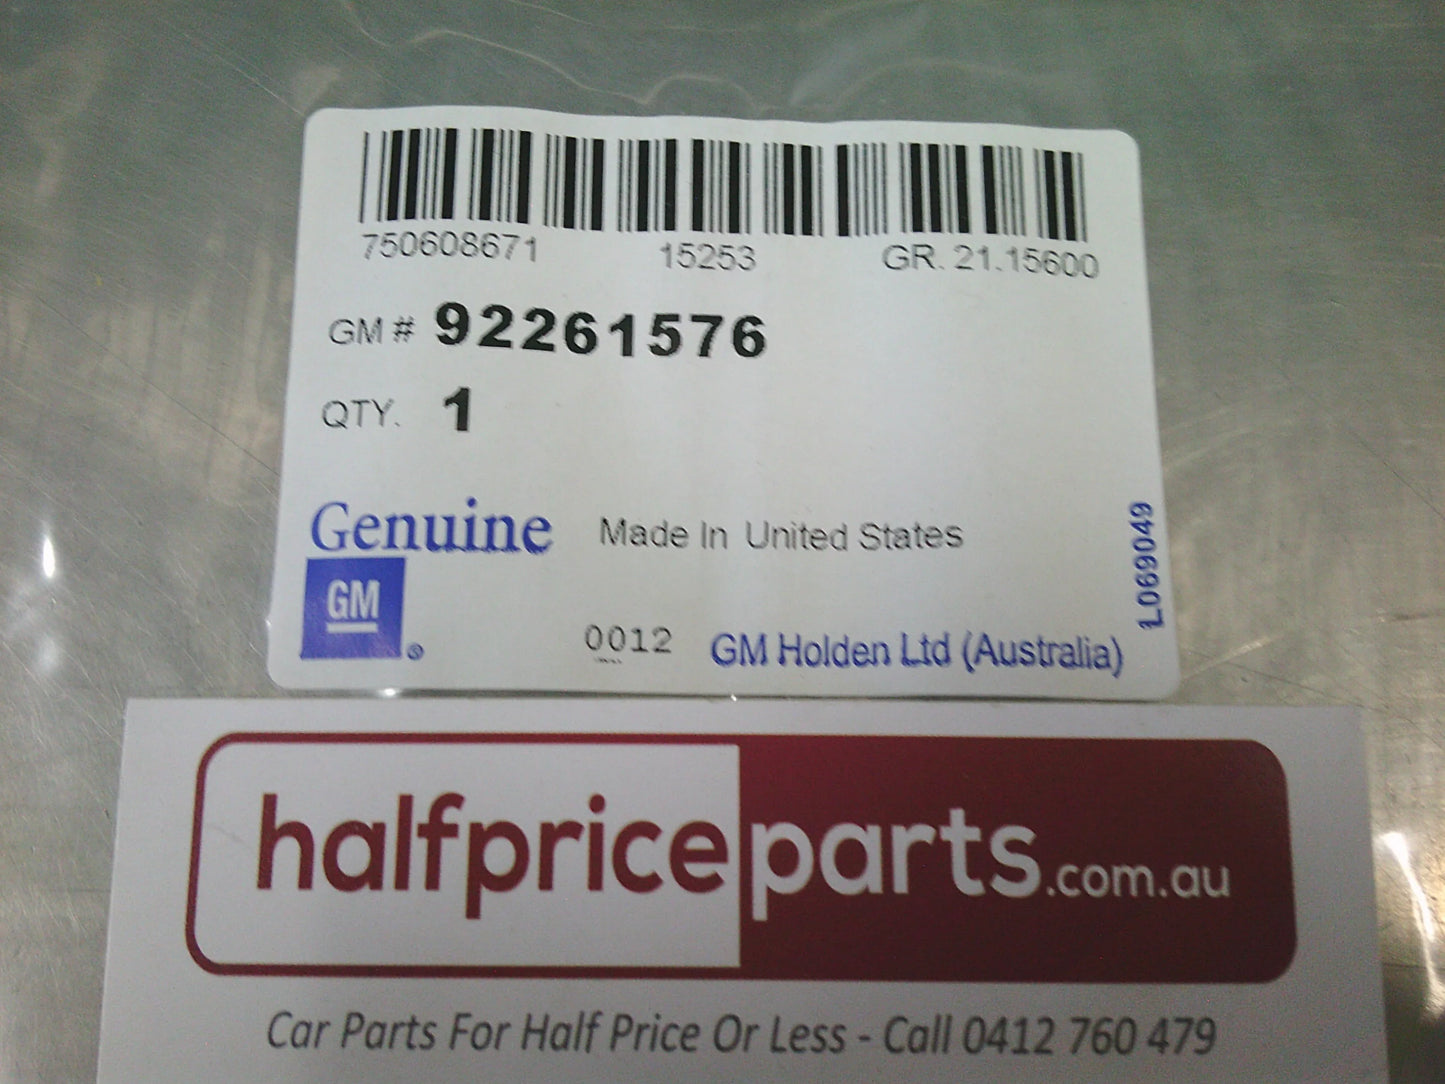 750608671 15253 GR. 21.15600
GM # 92261576
QTY. 1
Genuine Made In United States
GM
®
0012 GM Holden Ltd (Australia)
L069049
halfpriceparts.com.au
Car Parts For Half Price Or Less - Call 0412 760 479